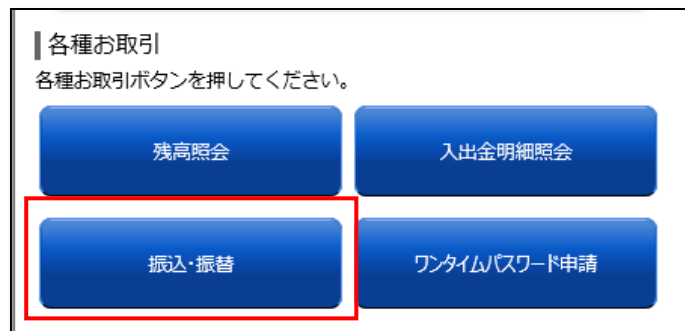 各種お取引
各種お取引ボタンを押してください。
残高照会
入出金明細照会
振込・振替
ワンタイムパスワード申請